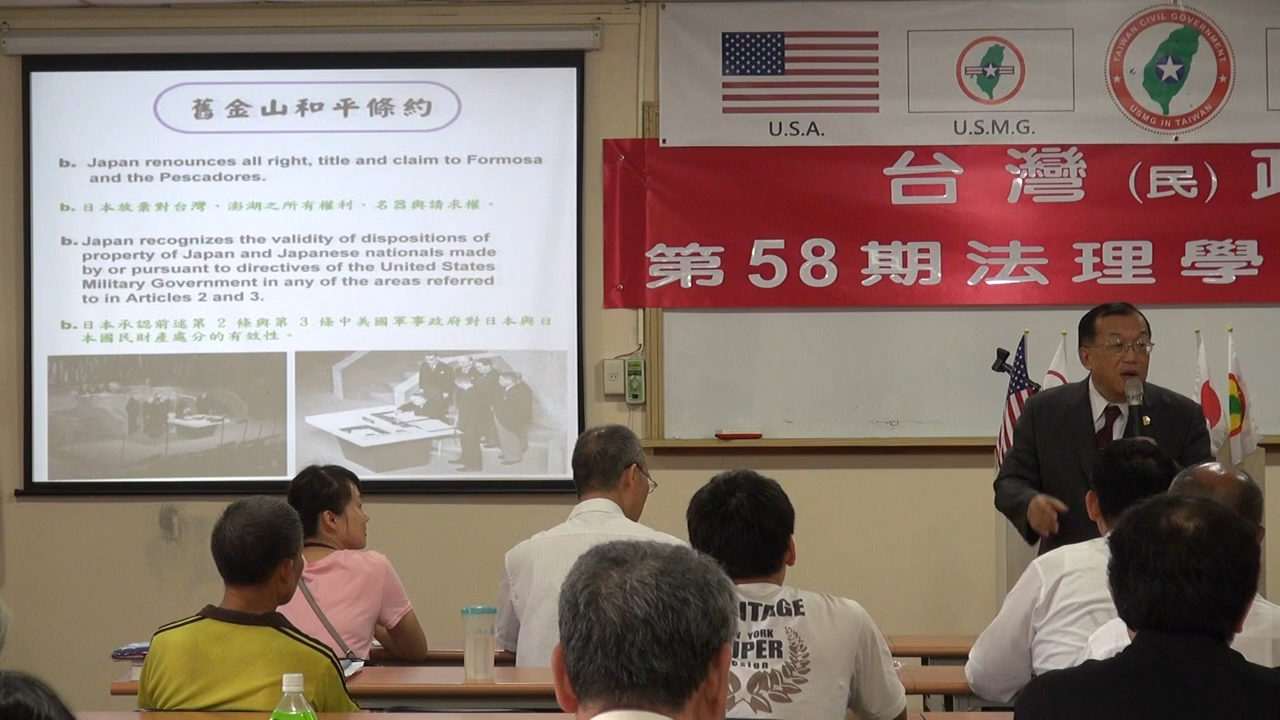 舊金山和平條約
b. Japan renounces all right, title and claim to Formosa
and the Pescadores.
b. 日本放棄對台灣、澎湖之所有權利、名器與請求權。
b. Japan recognizes the validity of dispositions of
property of Japan and Japanese nationals made
by or pursuant to directives of the United States
Military Government in any of the areas referred
to in Articles 2 and 3.
b. 日本承認前述第 2 條與第 3 條中美國軍事政府對日本與日
本國民財產處分的有效性。
U.S.A.
U.S.M.G.
TAIWAN CIVIL GOVERNMENT
USMG IN TAIWAN
台灣(民)政
第58期法理學
HERITAGE
NEW YORK
SUPER